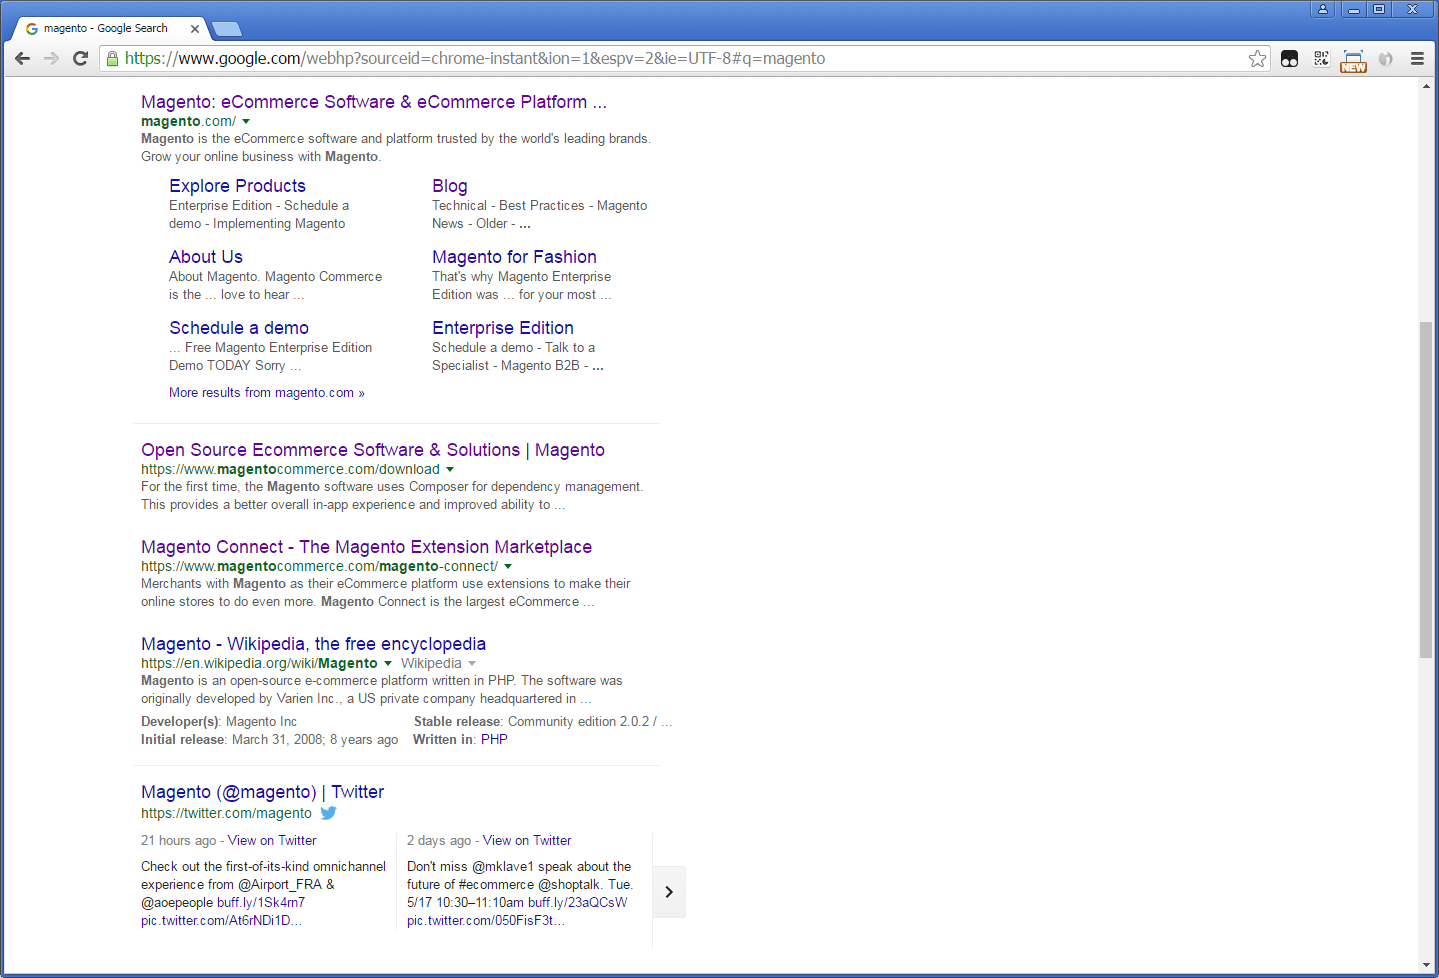 magento - Google Search
https://www.google.com/webhp?sourceid=chrome-instant&ion=1&espv=2&ie=UTF-8#q=magento
NEW
Magento: eCommerce Software & eCommerce Platform ...
magento.com/
Magento is the eCommerce software and platform trusted by the world's leading brands.
Grow your online business with Magento.
Explore Products
Enterprise Edition - Schedule a
demo - Implementing Magento
Blog
Technical - Best Practices - Magento
News - Older - ...
About Us
About Magento. Magento Commerce
is the ... love to hear ...
Magento for Fashion
That's why Magento Enterprise
Edition was ... for your most ...
Schedule a demo
... Free Magento Enterprise Edition
Demo TODAY Sorry ...
Enterprise Edition
Schedule a demo - Talk to a
Specialist - Magento B2B - ...
More results from magento.com »
Open Source Ecommerce Software & Solutions | Magento
https://www.magentocommerce.com/download
For the first time, the Magento software uses Composer for dependency management.
This provides a better overall in-app experience and improved ability to ...
Magento Connect - The Magento Extension Marketplace
https://www.magentocommerce.com/magento-connect/
Merchants with Magento as their eCommerce platform use extensions to make their
online stores to do even more. Magento Connect is the largest eCommerce ...
Magento - Wikipedia, the free encyclopedia
https://en.wikipedia.org/wiki/Magento Wikipedia
Magento is an open-source e-commerce platform written in PHP. The software was
originally developed by Varien Inc., a US private company headquartered in ...
Developer(s): Magento Inc Stable release: Community edition 2.0.2 / ...
Initial release: March 31, 2008; 8 years ago Written in: PHP
Magento (@magento) | Twitter
https://twitter.com/magento
21 hours ago - View on Twitter
Check out the first-of-its-kind omnichannel
experience from @Airport_FRA &
@aoepeople buff.ly/1Sk4rn7
pic.twitter.com/At6rNDi1D...
2 days ago - View on Twitter
Don't miss @mklave1 speak about the
future of #ecommerce @shoptalk. Tue.
5/17 10:30–11:10am buff.ly/23aQCsW
pic.twitter.com/050FisF3t...